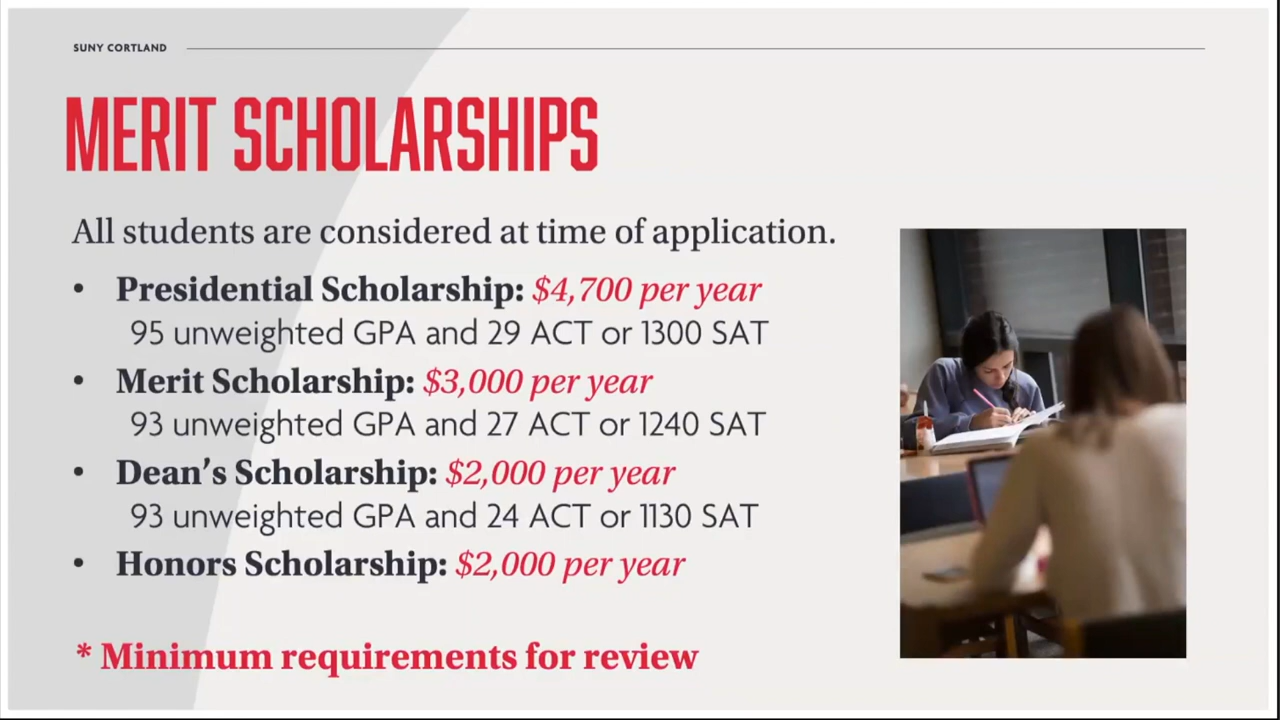 SUNY CORTLAND
MERIT SCHOLARSHIPS
All students are considered at time of application.
• Presidential Scholarship: $4,700 per year
95 unweighted GPA and 29 ACT or 1300 SAT
• Merit Scholarship: $3,000 per year
93 unweighted GPA and 27 ACT or 1240 SAT
• Dean's Scholarship: $2,000 per year
93 unweighted GPA and 24 ACT or 1130 SAT
• Honors Scholarship: $2,000 per year
* Minimum requirements for review